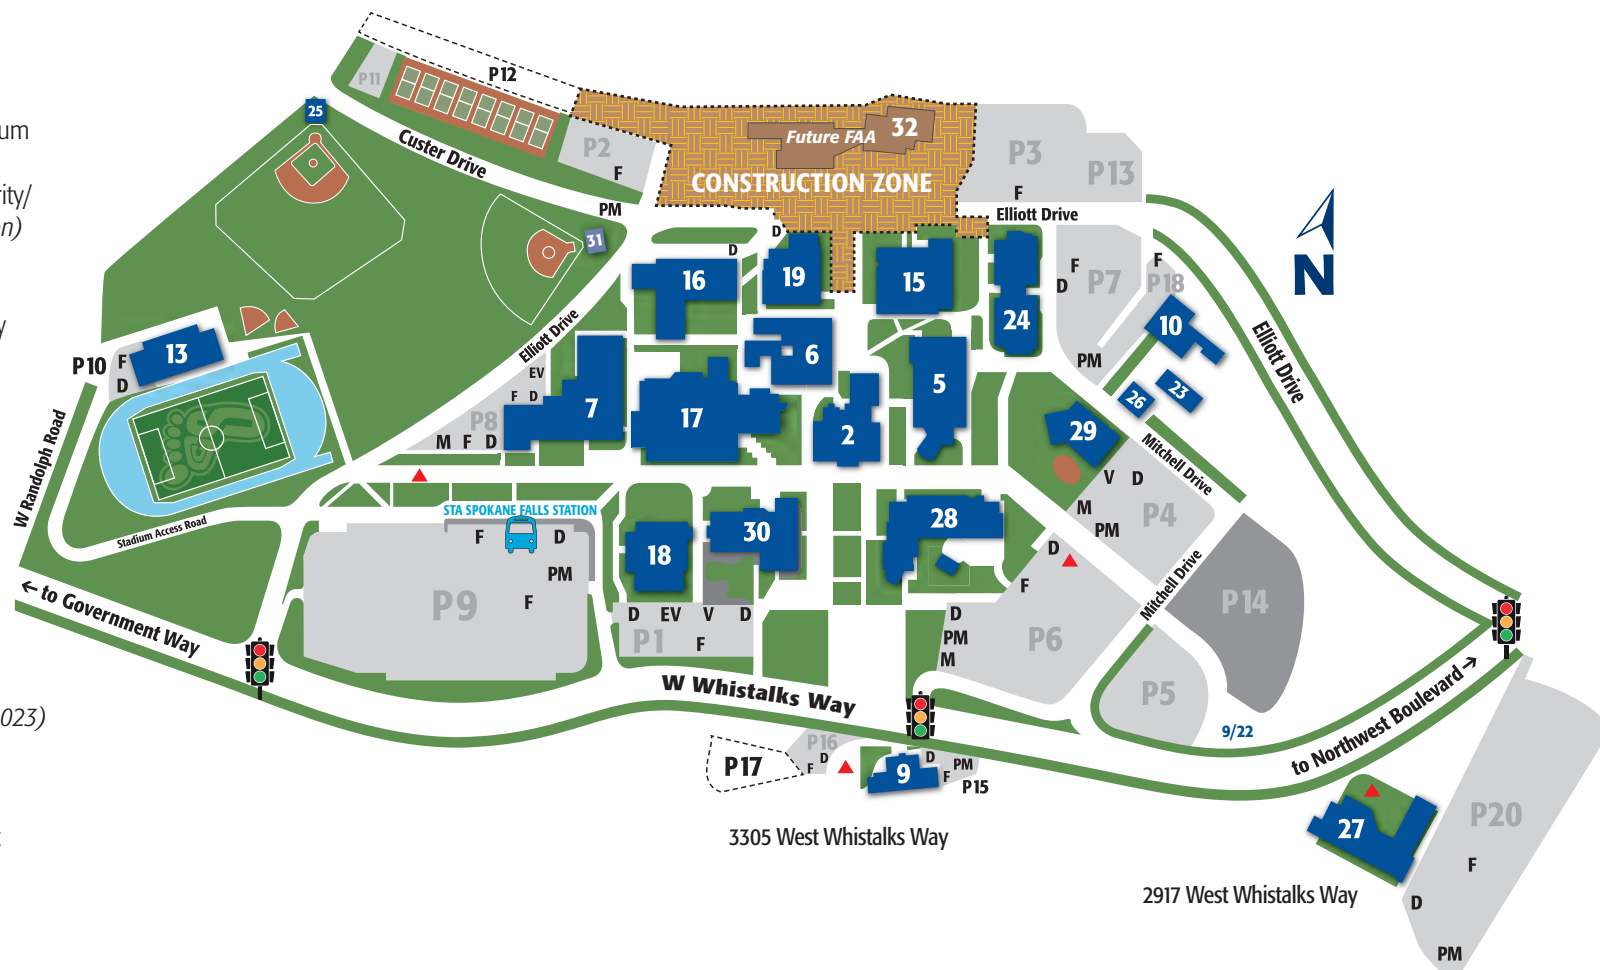 um
rity/
n)
y
023)
t
P12
P11
25
Custer Drive
P2
F
PM
31
Future FAA
32
CONSTRUCTION ZONE
P3
F
P13
Elliott Drive
N
D
D
16
19
15
24
F
D
P7
F
P18
10
PM
26
23
Elliott Drive
Elliott Drive
P10
F
D
13
EV
F D
P8
M F D
7
6
17
2
5
29
Mitchell Drive
V D
M
PM
P4
W Randolph Road
Stadium Access Road
STA SPOKANE FALLS STATION
F
D
PM
F
P9
18
30
28
D
F
Mitchell Drive
P14
D EV V D
P1
F
D
PM
M
P6
P5
← to Government Way
W Whistalks Way
9/22
to Northwest Boulevard →
P17
P16
D
F
9
D
PM
F
P15
3305 West Whistalks Way
27
P20
F
D
PM
2917 West Whistalks Way